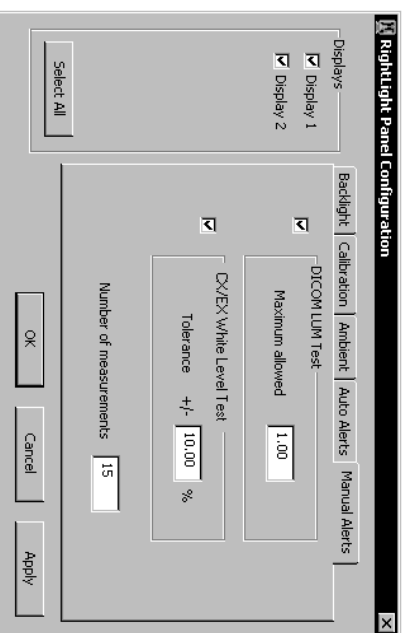 RightLight Panel Configuration
Displays
Display 1
Display 2
Select All
Backlight
Calibration
Ambient
Auto Alerts
Manual Alerts
DICOM LUM Test
Maximum allowed 1.00
CX/EX White Level Test
Tolerance +/- 10.00 %
Number of measurements 15
OK
Cancel
Apply